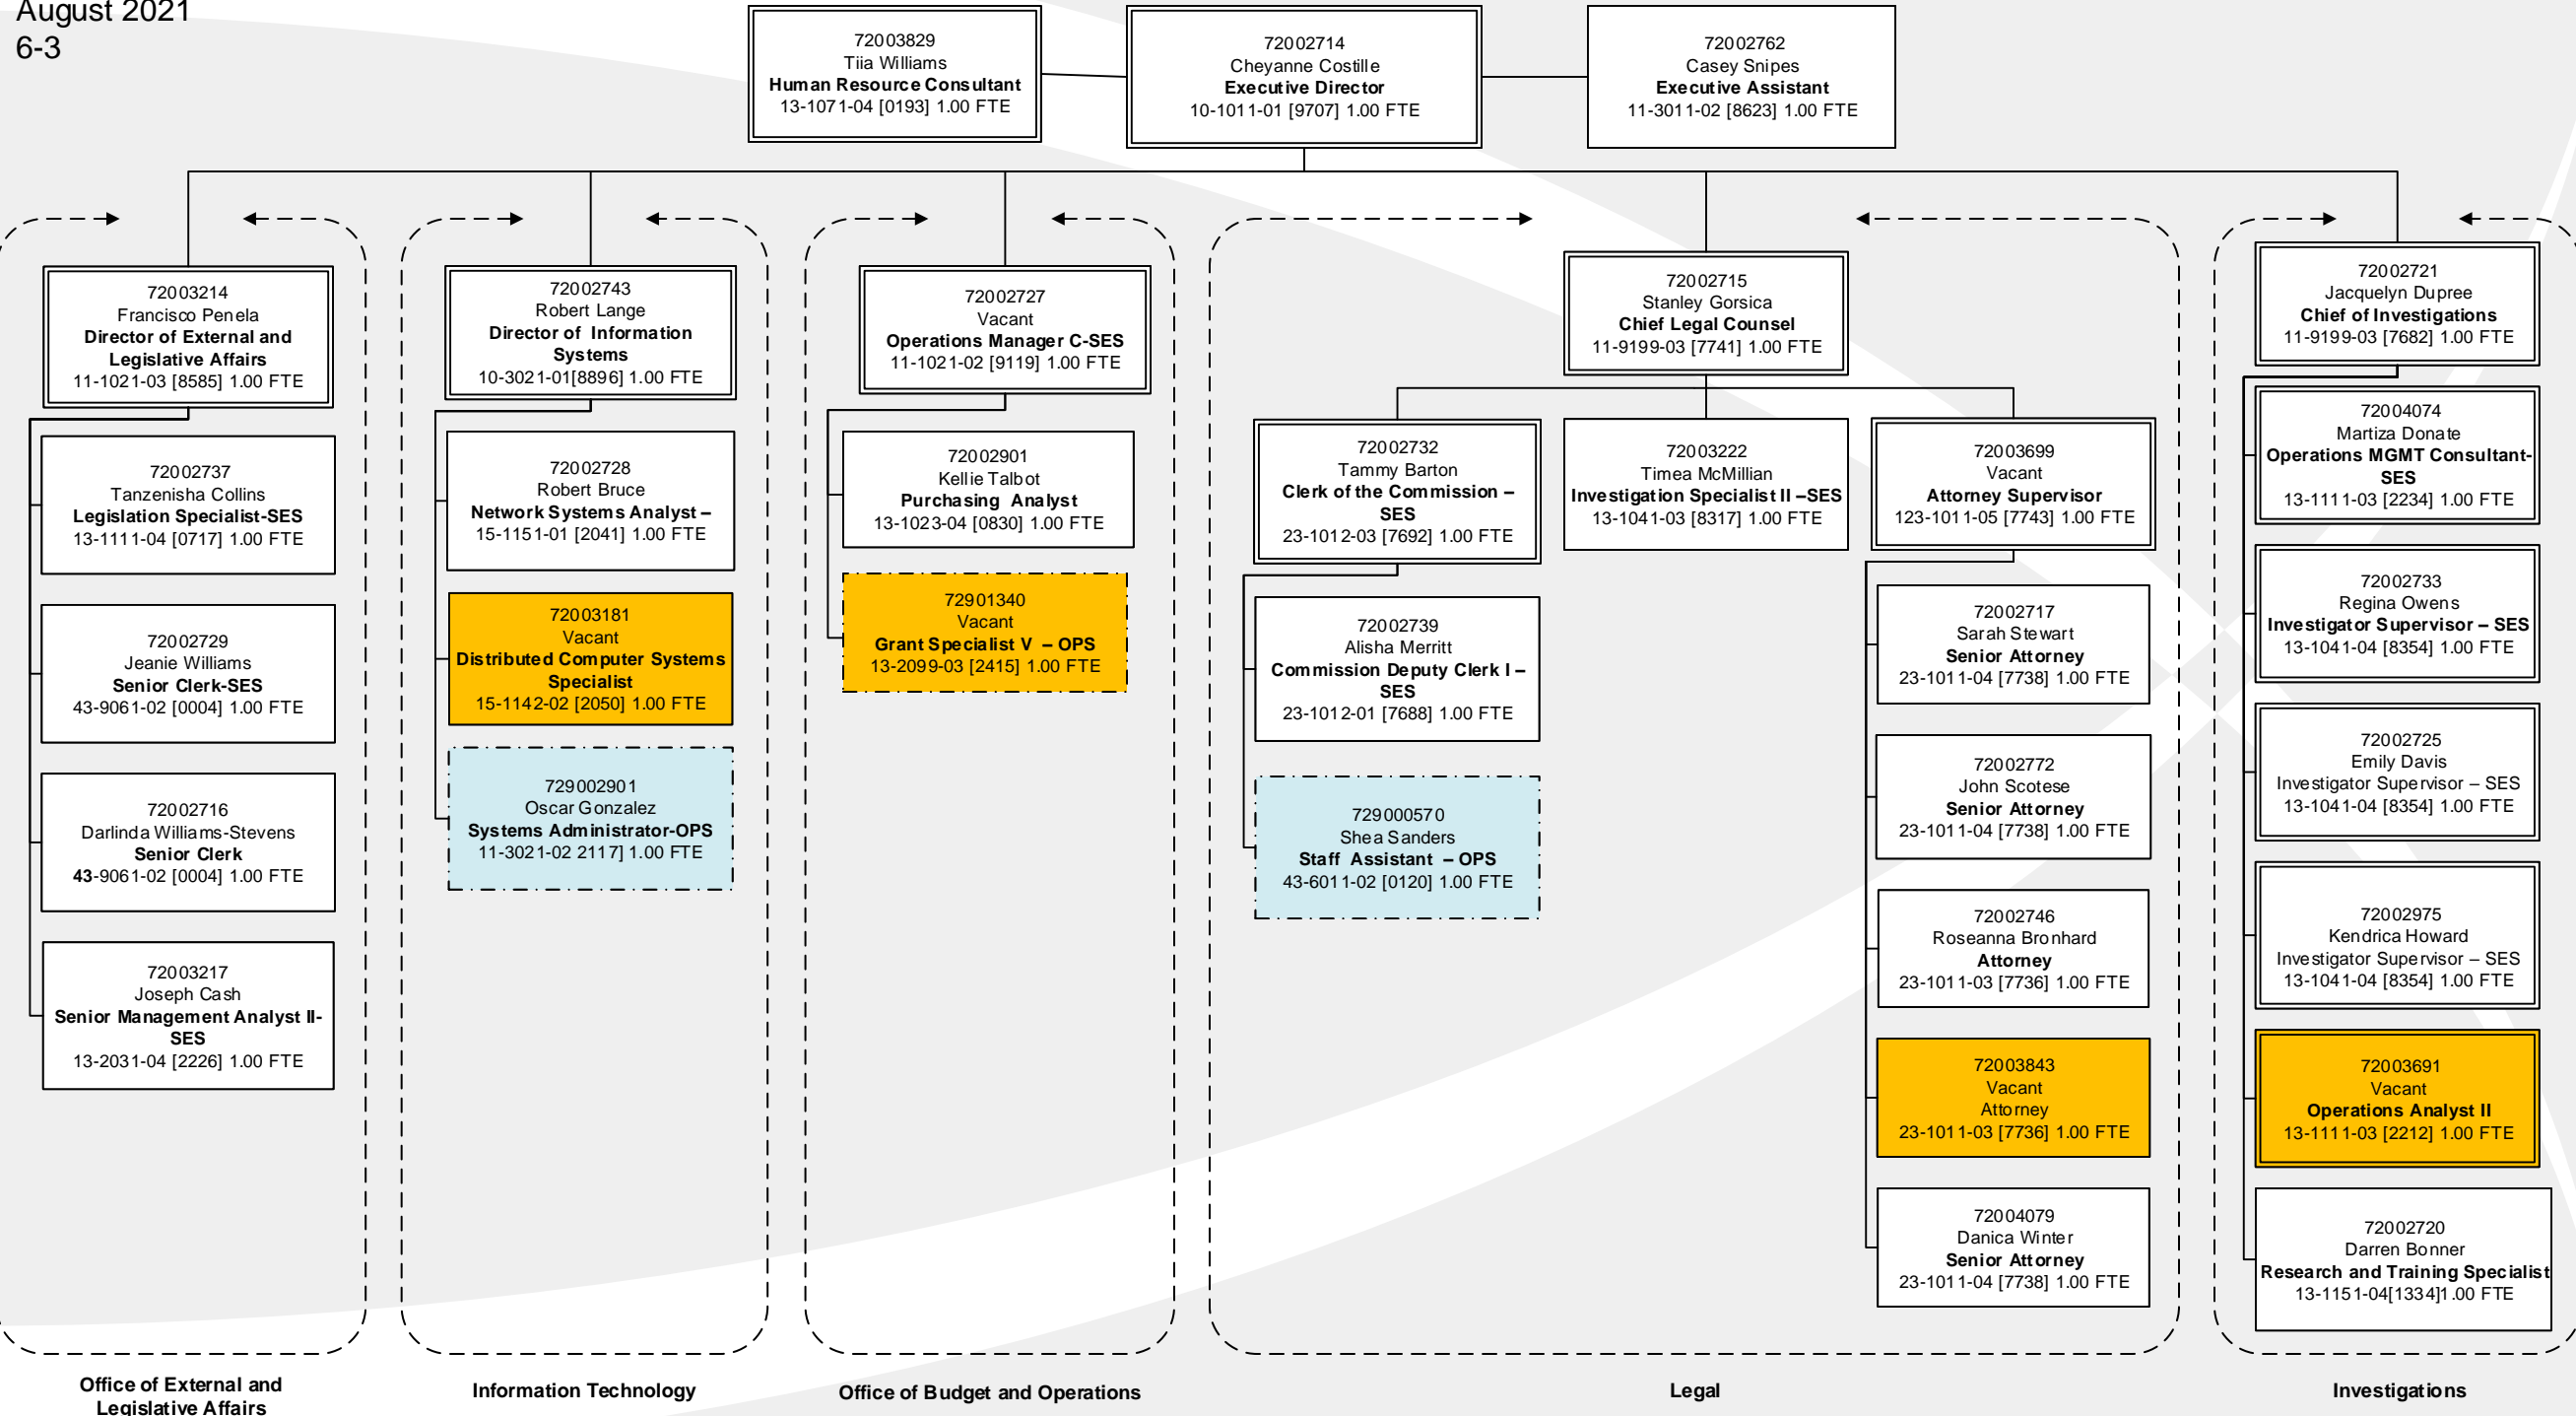 August 2021
6-3
72003829
Tiia Williams
Human Resource Consultant
13-1071-04 [0193] 1.00 FTE
72002714
Cheyanne Costille
Executive Director
10-1011-01 [9707] 1.00 FTE
72002762
Casey Snipes
Executive Assistant
11-3011-02 [8623] 1.00 FTE
72003214
Francisco Penela
Director of External and
Legislative Affairs
11-1021-03 [8585] 1.00 FTE
72002737
Tanzenisha Collins
Legislation Specialist-SES
13-1111-04 [0717] 1.00 FTE
72002729
Jeanie Williams
Senior Clerk-SES
43-9061-02 [0004] 1.00 FTE
72002716
Darlinda Williams-Stevens
Senior Clerk
43-9061-02 [0004] 1.00 FTE
72003217
Joseph Cash
Senior Management Analyst II-
SES
13-2031-04 [2226] 1.00 FTE
Office of External and
Legislative Affairs
72002743
Robert Lange
Director of Information
Systems
10-3021-01[8896] 1.00 FTE
72002728
Robert Bruce
Network Systems Analyst –
15-1151-01 [2041] 1.00 FTE
72003181
Vacant
Distributed Computer Systems
Specialist
15-1142-02 [2050] 1.00 FTE
729002901
Oscar Gonzalez
Systems Administrator-OPS
11-3021-02 2117] 1.00 FTE
Information Technology
72002727
Vacant
Operations Manager C-SES
11-1021-02 [9119] 1.00 FTE
72002901
Kellie Talbot
Purchasing Analyst
13-1023-04 [0830] 1.00 FTE
72901340
Vacant
Grant Specialist V – OPS
13-2099-03 [2415] 1.00 FTE
Office of Budget and Operations
72002715
Stanley Gorsica
Chief Legal Counsel
11-9199-03 [7741] 1.00 FTE
72002732
Tammy Barton
Clerk of the Commission –
SES
23-1012-03 [7692] 1.00 FTE
72002739
Alisha Merritt
Commission Deputy Clerk I –
SES
23-1012-01 [7688] 1.00 FTE
729000570
Shea Sanders
Staff Assistant – OPS
43-6011-02 [0120] 1.00 FTE
72003222
Timea McMillian
Investigation Specialist II –SES
13-1041-03 [8317] 1.00 FTE
72003699
Vacant
Attorney Supervisor
123-1011-05 [7743] 1.00 FTE
72002717
Sarah Stewart
Senior Attorney
23-1011-04 [7738] 1.00 FTE
72002772
John Scotese
Senior Attorney
23-1011-04 [7738] 1.00 FTE
72002746
Roseanna Bronhard
Attorney
23-1011-03 [7736] 1.00 FTE
72003843
Vacant
Attorney
23-1011-03 [7736] 1.00 FTE
72004079
Danica Winter
Senior Attorney
23-1011-04 [7738] 1.00 FTE
Legal
72002721
Jacquelyn Dupree
Chief of Investigations
11-9199-03 [7682] 1.00 FTE
72004074
Martiza Donate
Operations MGMT Consultant-
SES
13-1111-03 [2234] 1.00 FTE
72002733
Regina Owens
Investigator Supervisor – SES
13-1041-04 [8354] 1.00 FTE
72002725
Emily Davis
Investigator Supervisor – SES
13-1041-04 [8354] 1.00 FTE
72002975
Kendrica Howard
Investigator Supervisor – SES
13-1041-04 [8354] 1.00 FTE
72003691
Vacant
Operations Analyst II
13-1111-03 [2212] 1.00 FTE
72002720
Darren Bonner
Research and Training Specialist
13-1151-04[1334]1.00 FTE
Investigations